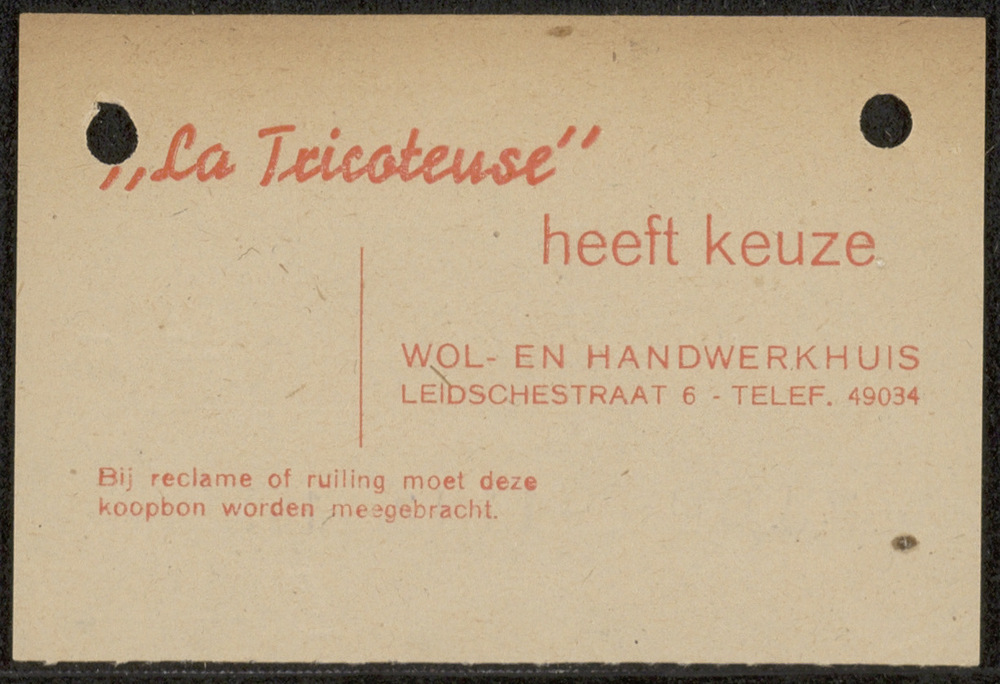 „La Tricoteuse”
heeft keuze.
WOL- EN HANDWERKHUIS
LEIDSCHESTRAAT 6 - TELEF. 49034
Bij reclame of ruiling moet deze
koopbon worden meegebracht.